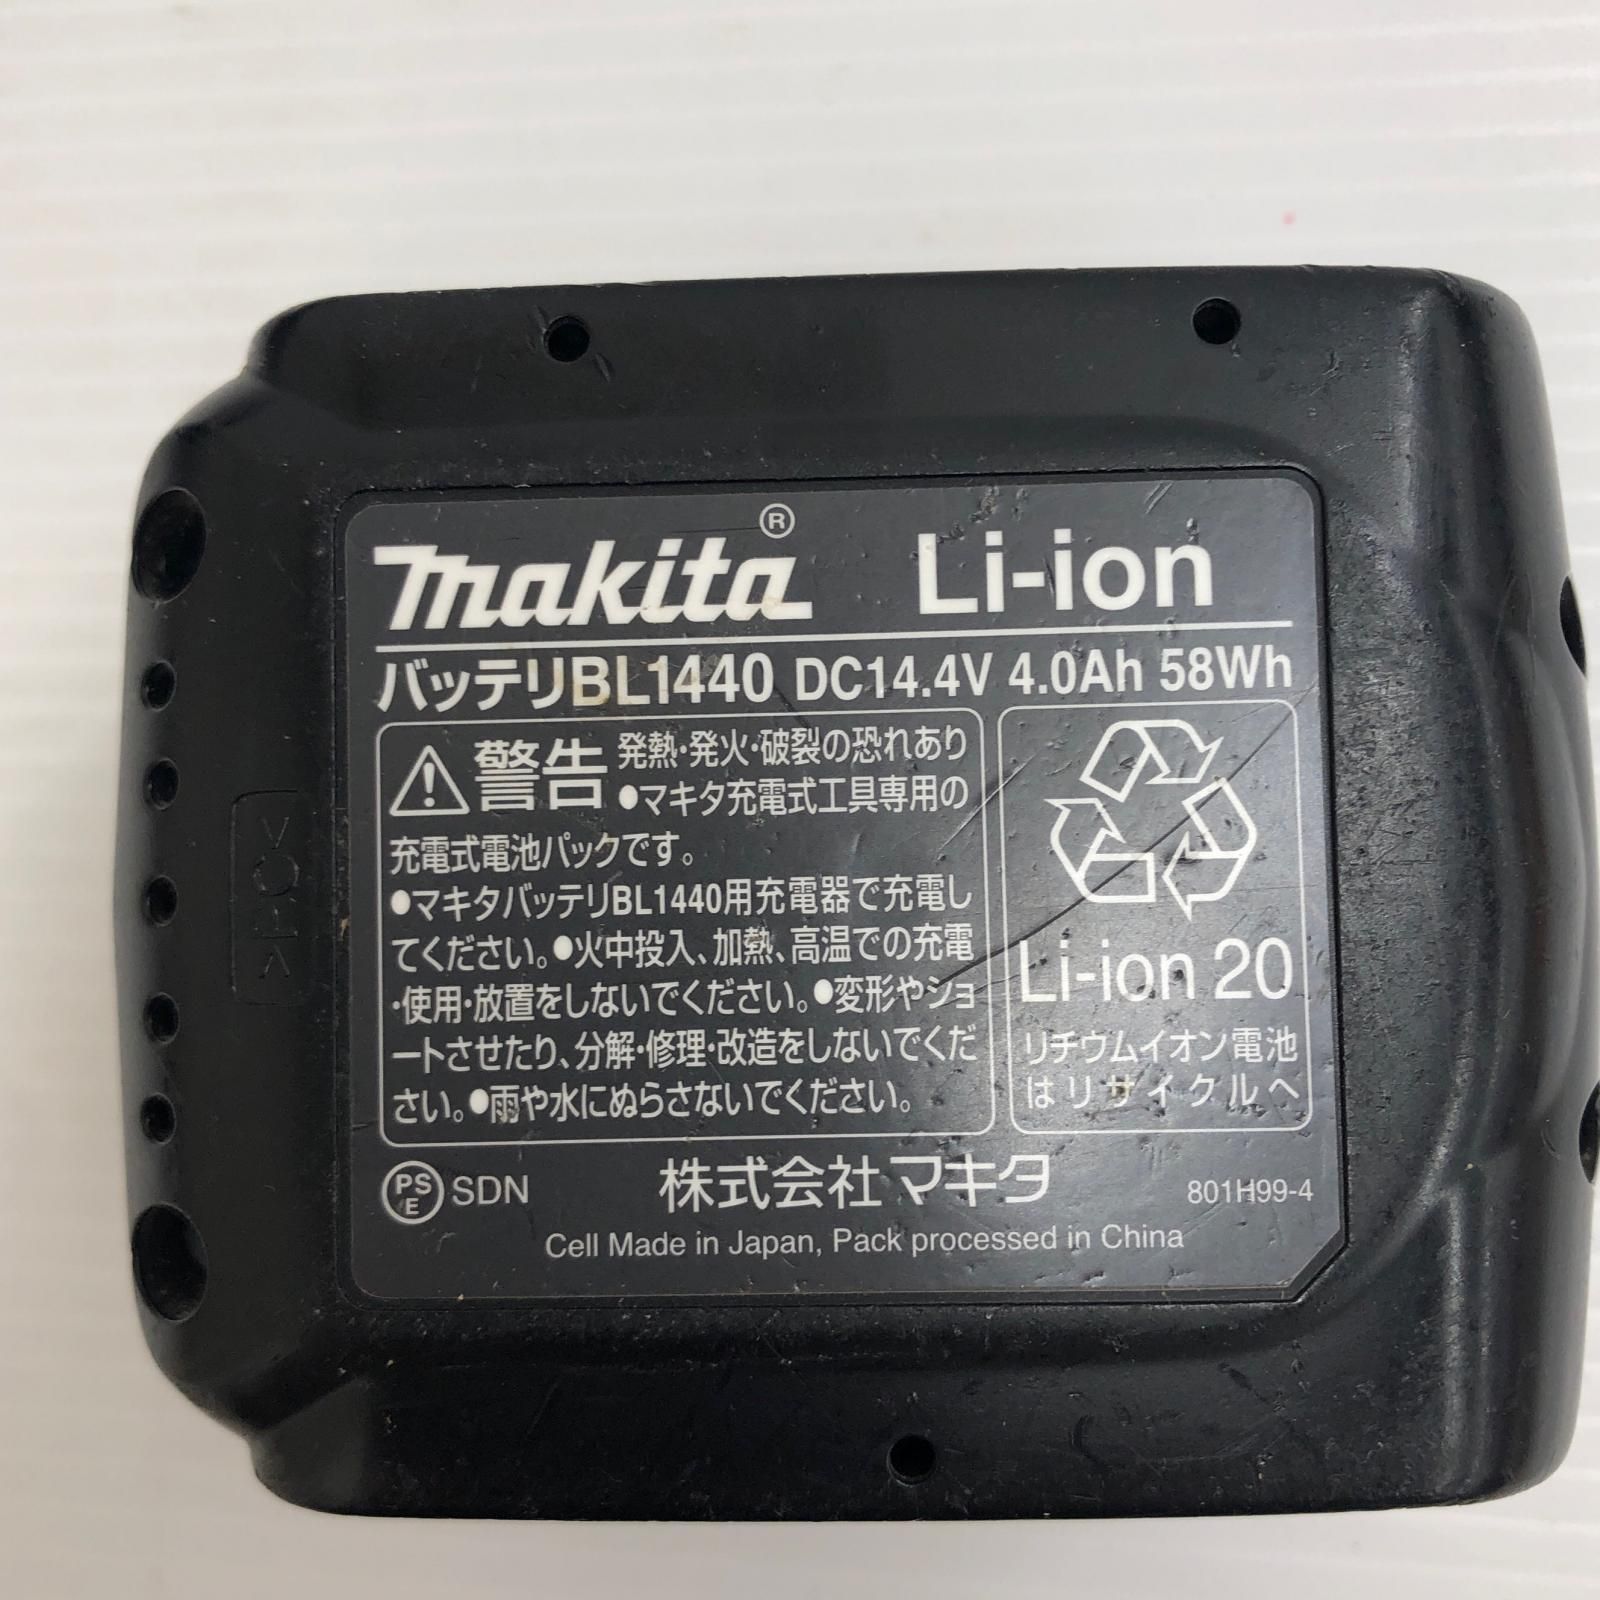 makita® Li-ion
バッテリBL1440 DC14.4V 4.0Ah 58Wh
警告 発熱・発火・破裂の恐れあり
●マキタ充電式工具専用の
充電式電池パックです。
●マキタバッテリBL1440用充電器で充電し
てください。●火中投入、加熱、高温での充電
・使用・放置をしないでください。●変形やショ
ートさせたり、分解・修理・改造をしないでくだ
さい。●雨や水にぬらさないでください。
Li-ion 20
リチウムイオン電池
はリサイクルへ
PSE SDN 株式会社マキタ 801H99-4
Cell Made in Japan, Pack processed in China